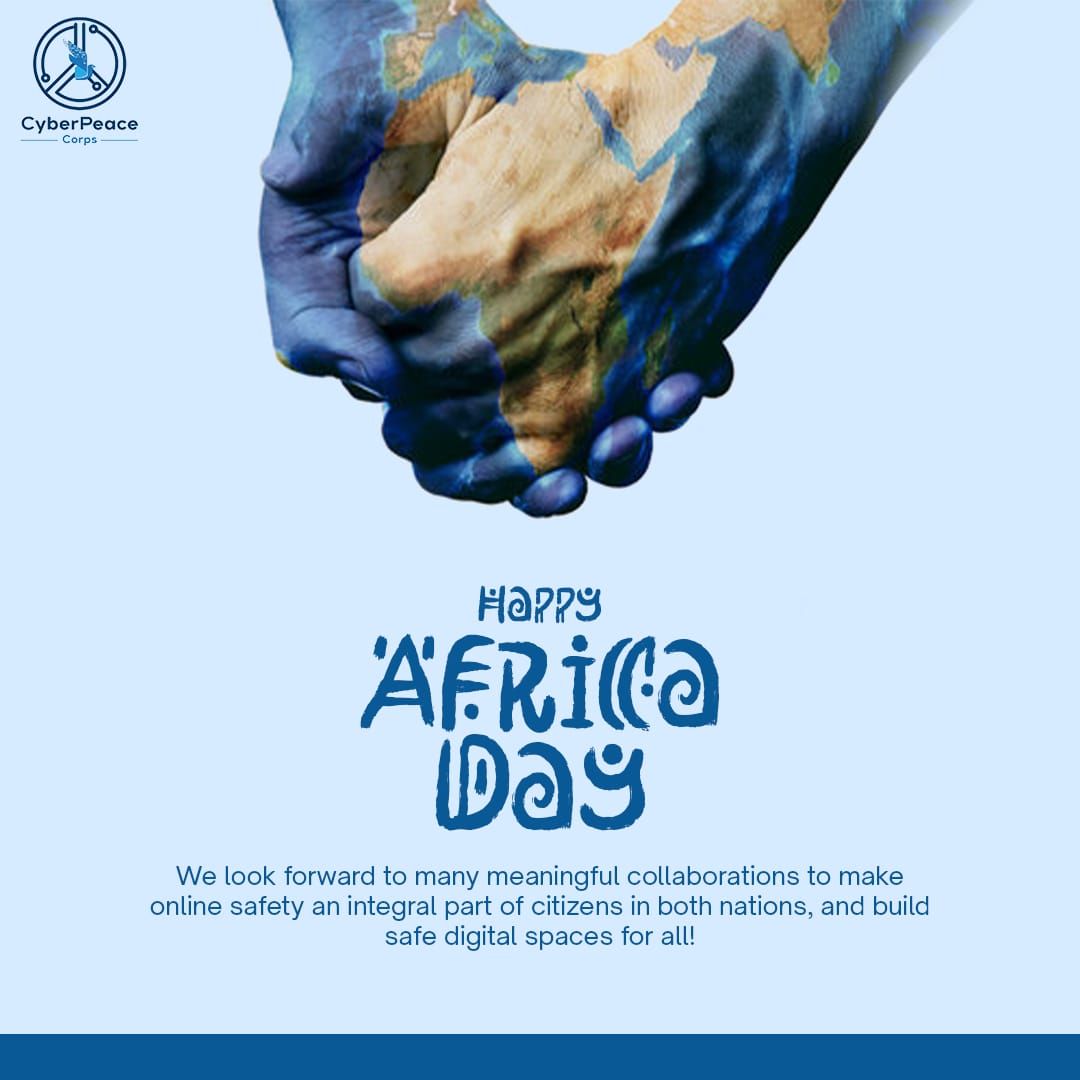 CyberPeace
Corps
Happy
Africa
Day
We look forward to many meaningful collaborations to make
online safety an integral part of citizens in both nations, and build
safe digital spaces for all!